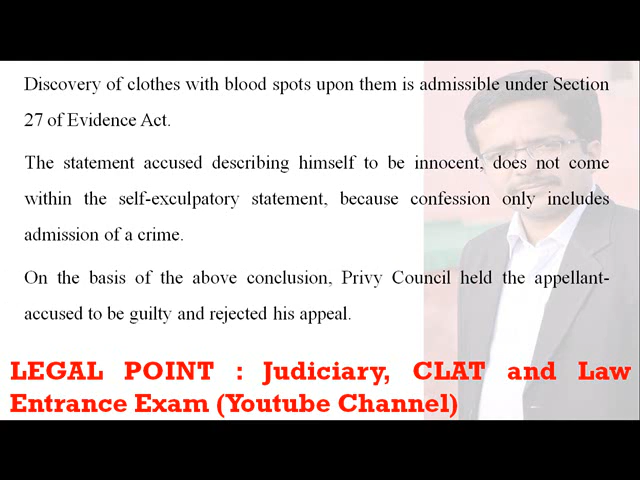 Discovery of clothes with blood spots upon them is admissible under Section
27 of Evidence Act.
The statement accused describing himself to be innocent, does not come
within the self-exculpatory statement, because confession only includes
admission of a crime.
On the basis of the above conclusion, Privy Council held the appellant-
accused to be guilty and rejected his appeal.
LEGAL POINT : Judiciary, CLAT and Law
Entrance Exam (Youtube Channel)